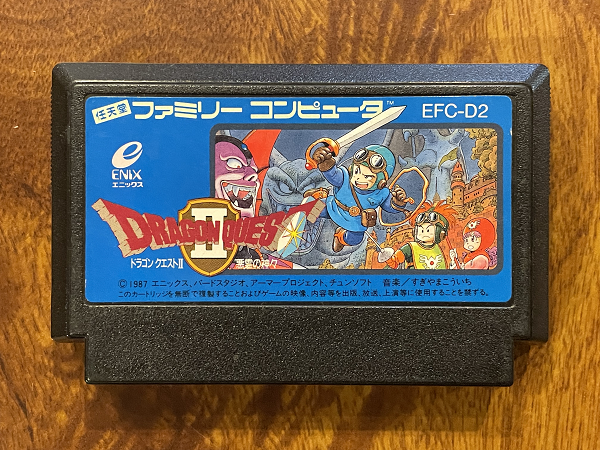 任天堂 ファミリー コンピュータ™ EFC-D2
ENIX
エニックス
DRAGON QUEST
II
ドラゴン クエストII 悪霊の神々
©1987 エニックス、バードスタジオ、アーマープロジェクト、チュンソフト 音楽／すぎやまこういち
このカートリッジを無断で複製することおよびゲームの映像、内容等を出版、放送、上演等に使用することを禁ずる。